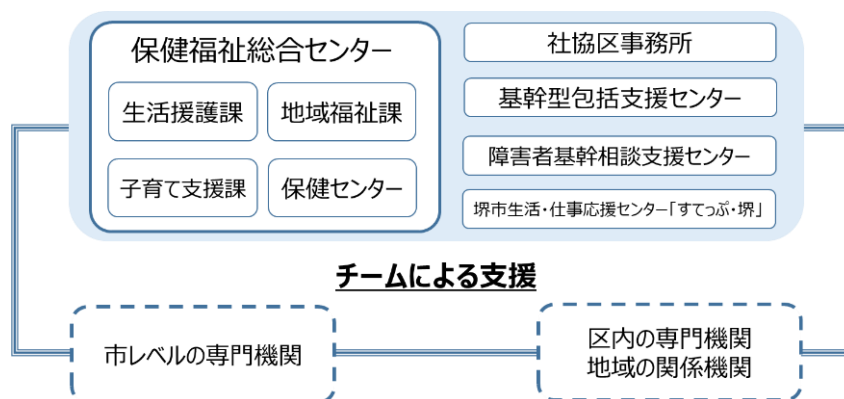 保健福祉総合センター
生活援護課
地域福祉課
子育て支援課
保健センター
社協区事務所
基幹型包括支援センター
障害者基幹相談支援センター
堺市生活・仕事応援センター「すてっぷ・堺」
チームによる支援
市レベルの専門機関
区内の専門機関
地域の関係機関